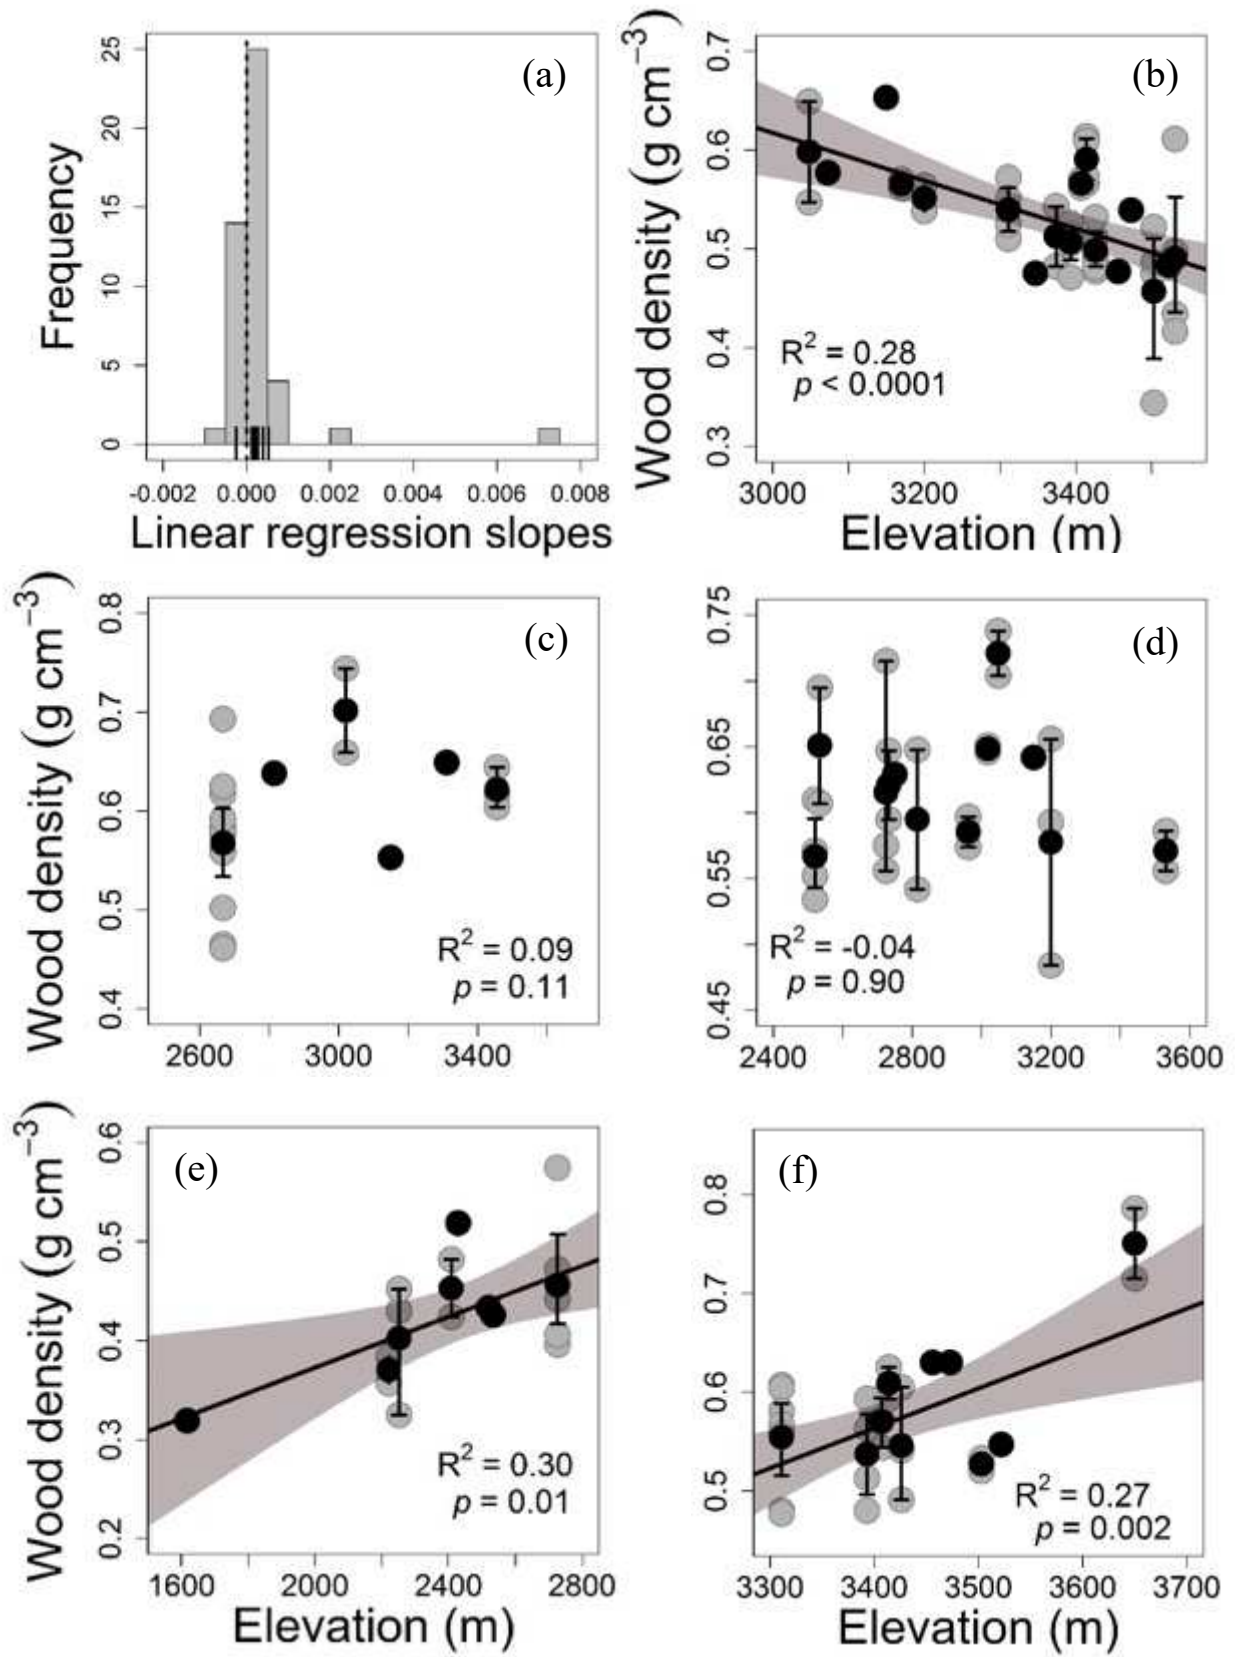 (a)
Frequency
25
20
15
10
5
0
-0.002 0.000 0.002 0.004 0.006 0.008
Linear regression slopes
(b)
Wood density (g cm⁻³)
0.7
0.6
0.5
0.4
0.3
R² = 0.28
p < 0.0001
3000 3200 3400
Elevation (m)
(c)
Wood density (g cm⁻³)
0.8
0.7
0.6
0.5
0.4
R² = 0.09
p = 0.11
2600 3000 3400
(d)
0.75
0.65
0.55
0.45
R² = -0.04
p = 0.90
2400 2800 3200 3600
(e)
Wood density (g cm⁻³)
0.6
0.5
0.4
0.3
0.2
R² = 0.30
p = 0.01
1600 2000 2400 2800
Elevation (m)
(f)
0.8
0.7
0.6
0.5
R² = 0.27
p = 0.002
3300 3400 3500 3600 3700
Elevation (m)